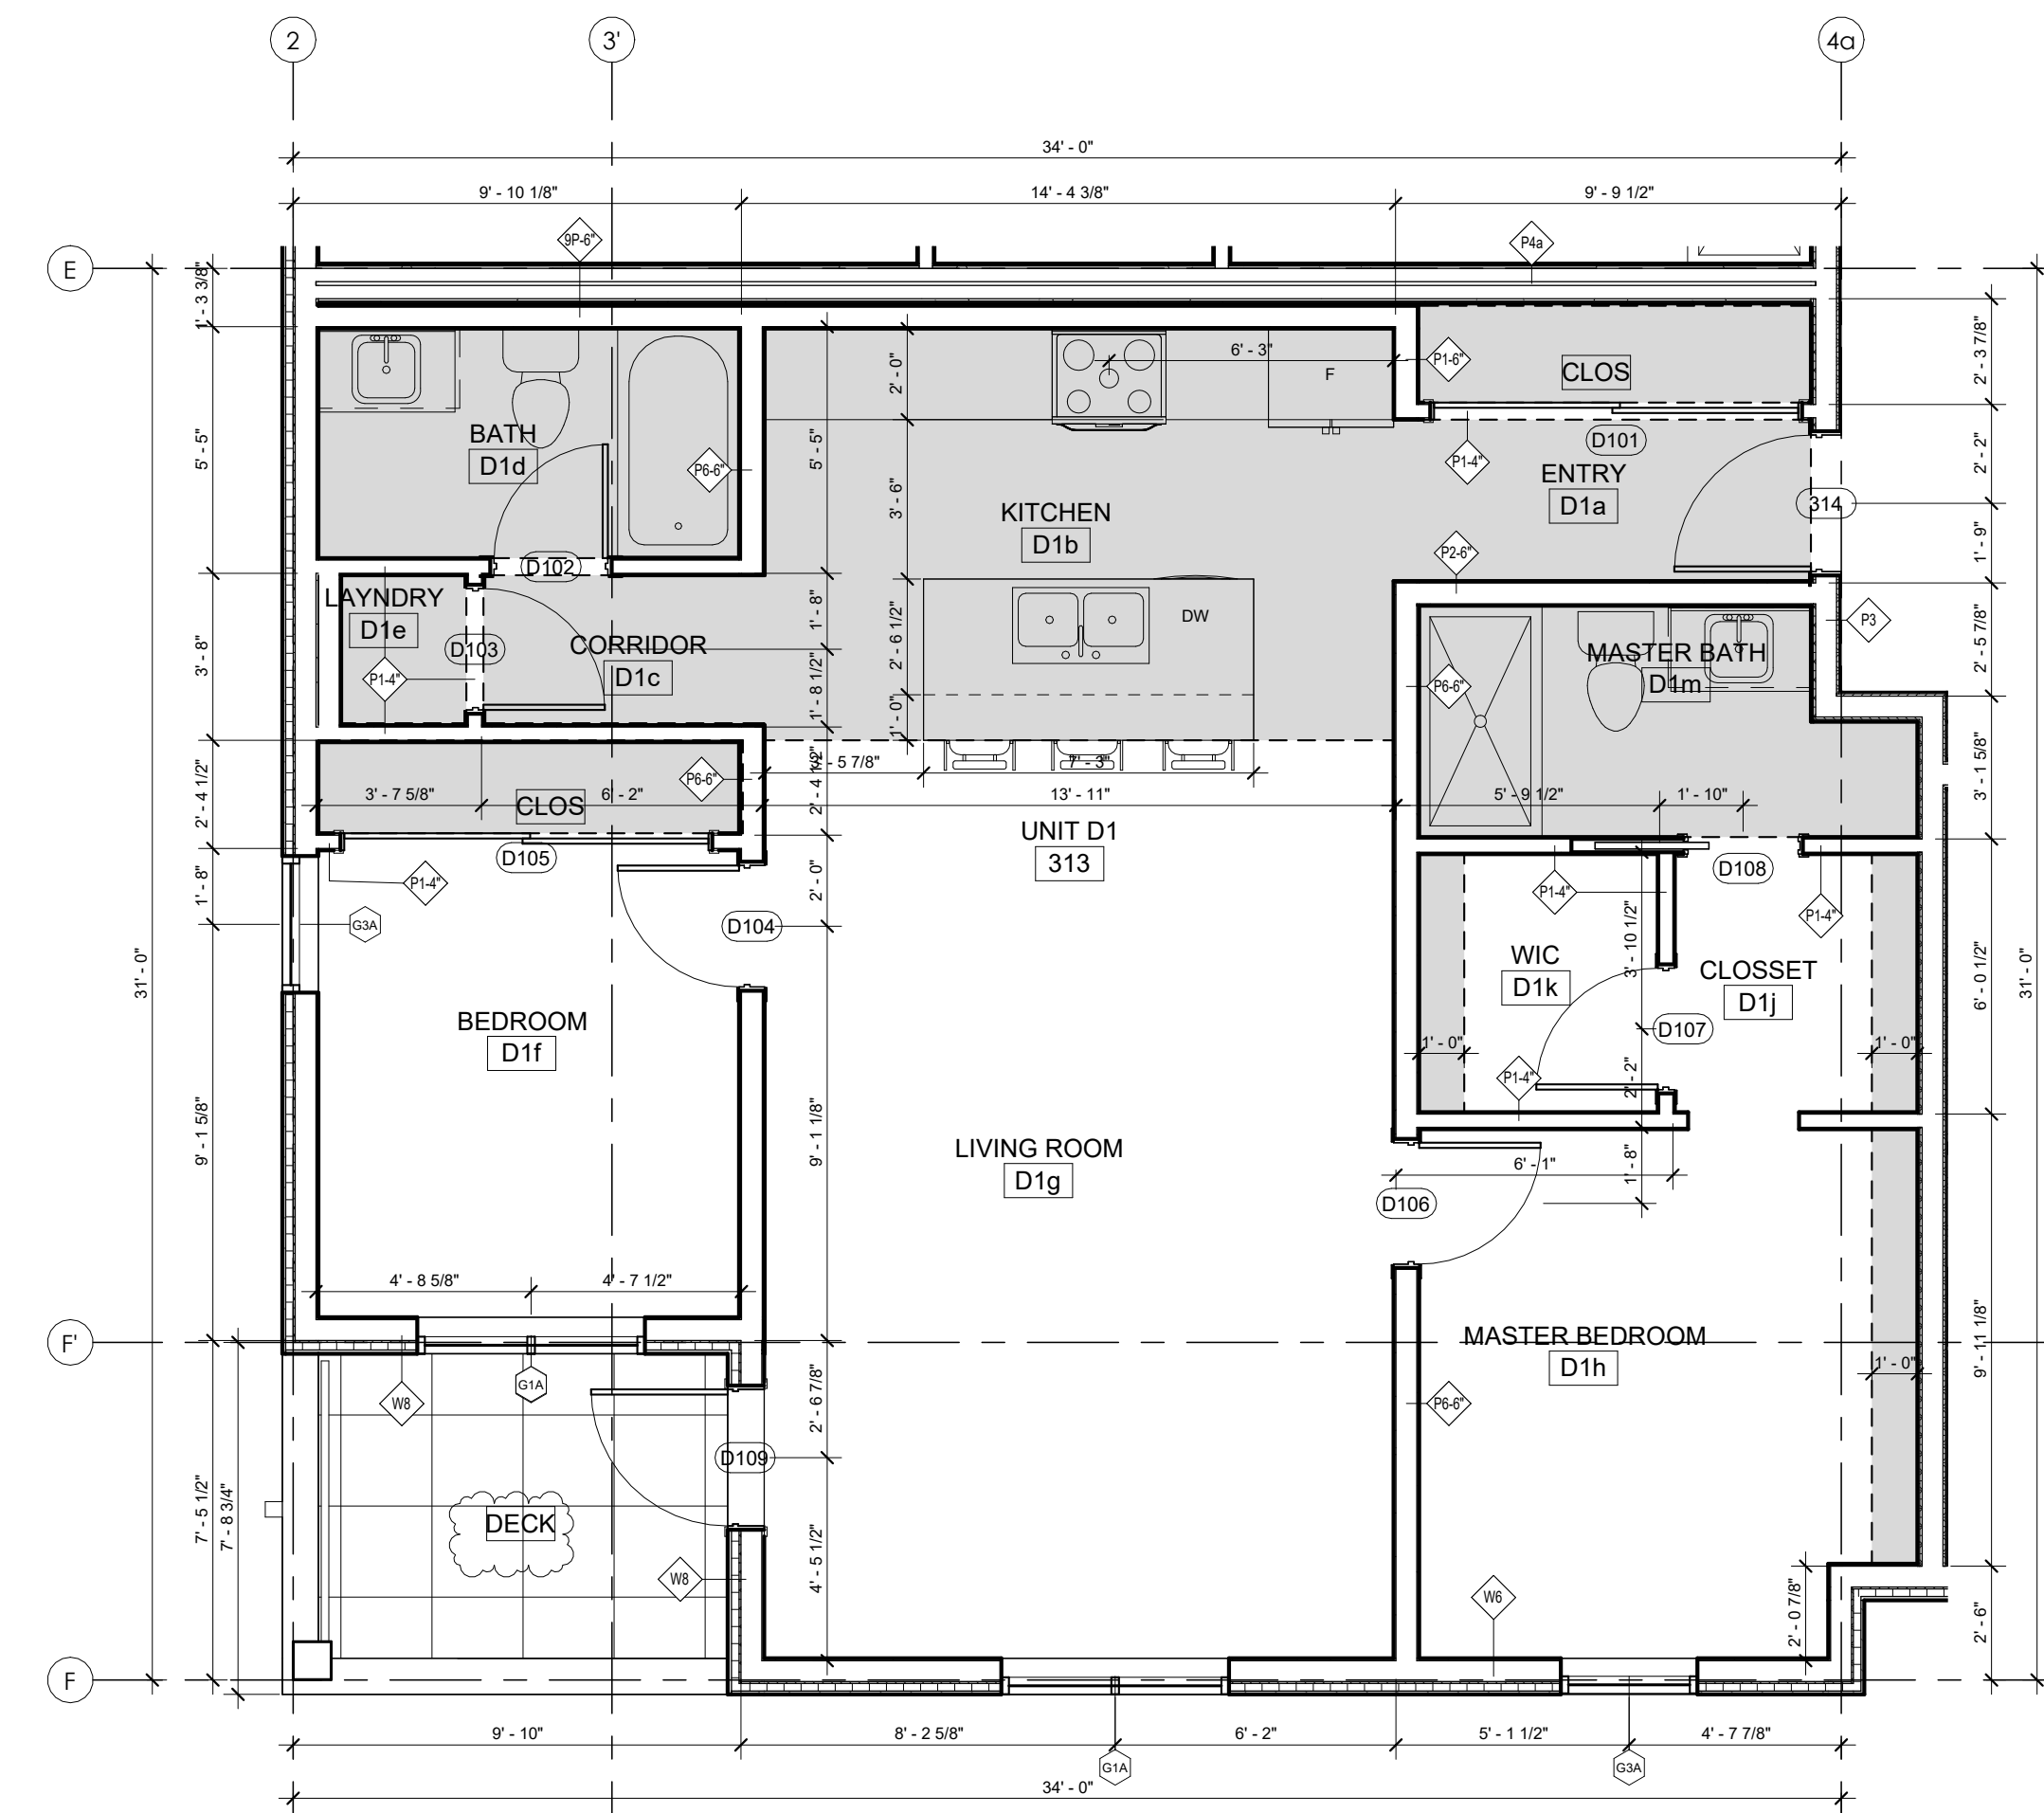 2
3'
4a
34' - 0"
9' - 10 1/8"
14' - 4 3/8"
9' - 9 1/2"
9P-6"
P4a
E
1' - 3 3/8"
2' - 0"
6' - 3"
F
P1-6"
CLOS
2' - 3 7/8"
BATH
D1d
P6-6"
5' - 5"
5' - 5"
D101
P1-4"
ENTRY
D1a
2' - 2"
3' - 6"
KITCHEN
D1b
314
P2-6"
1' - 9"
D102
LAYNDRY
D1e
D103
P1-4"
CORRIDOR
D1c
3' - 8"
1' - 8"
1' - 8 1/2"
2' - 6 1/2"
1' - 0"
DW
P3
MASTER BATH
D1m
P6-6"
2' - 5 7/8"
3' - 1 5/8"
2' - 4 1/2"
3' - 7 5/8"
CLOS
6' - 2"
P6-6"
2' - 4 1/2"
- 5 7/8"
7' - 3"
13' - 11"
5' - 9 1/2"
1' - 10"
UNIT D1
313
D105
P1-4"
1' - 8"
G3A
2' - 0"
D104
D108
P1-4"
P1-4"
3' - 10 1/2"
WIC
D1k
CLOSSET
D1j
6' - 0 1/2"
31' - 0"
31' - 0"
BEDROOM
D1f
D107
1' - 0"
1' - 0"
P1-4"
2' - 2"
9' - 1 5/8"
9' - 1 1/8"
LIVING ROOM
D1g
6' - 1"
1' - 8"
D106
4' - 8 5/8"
4' - 7 1/2"
F'
MASTER BEDROOM
D1h
1' - 0"
9' - 11 1/8"
G1A
W8
P6-6"
2' - 6 7/8"
D109
7' - 5 1/2"
7' - 8 3/4"
DECK
W8
4' - 5 1/2"
W6
2' - 0 7/8"
2' - 6"
F
9' - 10"
8' - 2 5/8"
6' - 2"
5' - 1 1/2"
4' - 7 7/8"
G1A
G3A
34' - 0"